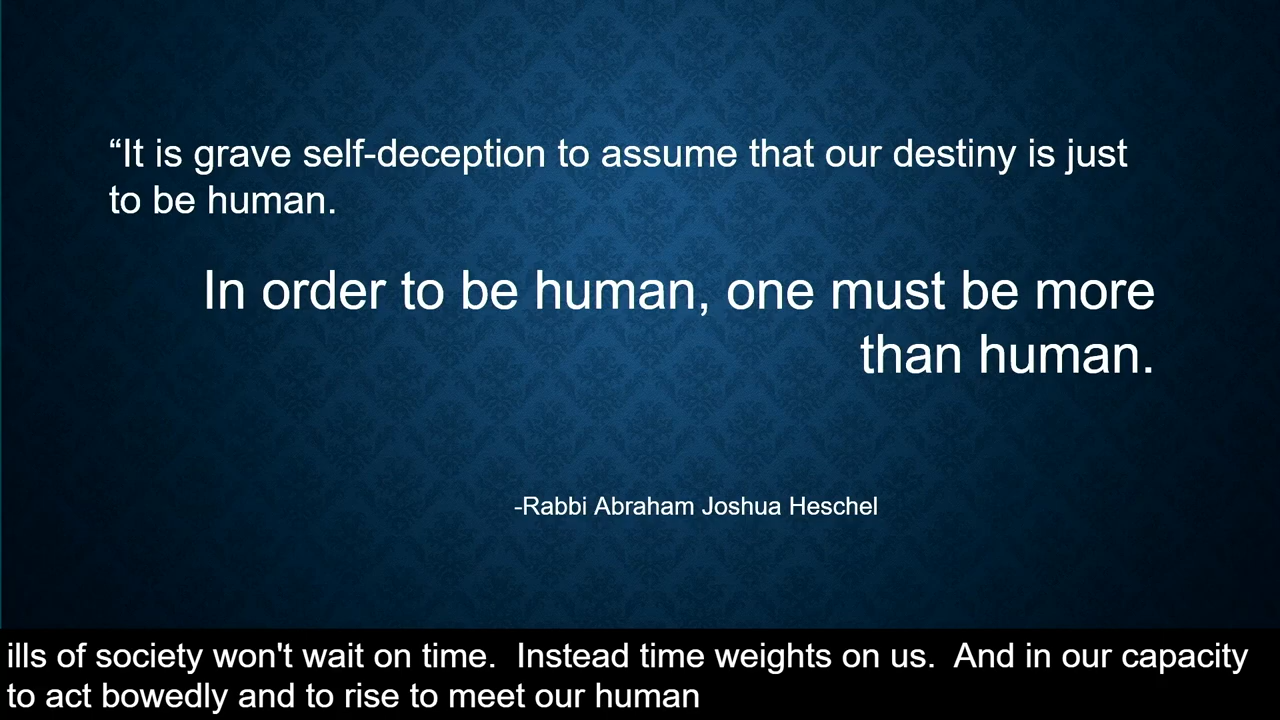 “It is grave self-deception to assume that our destiny is just
to be human.
In order to be human, one must be more
than human.
-Rabbi Abraham Joshua Heschel
ills of society won't wait on time.  Instead time weights on us.  And in our capacity
to act bowedly and to rise to meet our human